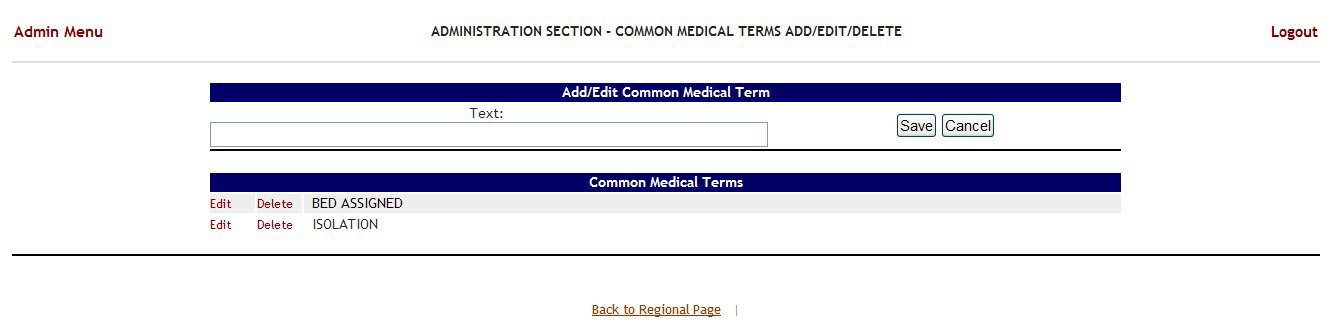 Admin Menu ADMINISTRATION SECTION - COMMON MEDICAL TERMS ADD/EDIT/DELETE Logout
Add/Edit Common Medical Term
Text:
Save Cancel
Common Medical Terms
Edit Delete BED ASSIGNED
Edit Delete ISOLATION
Back to Regional Page |